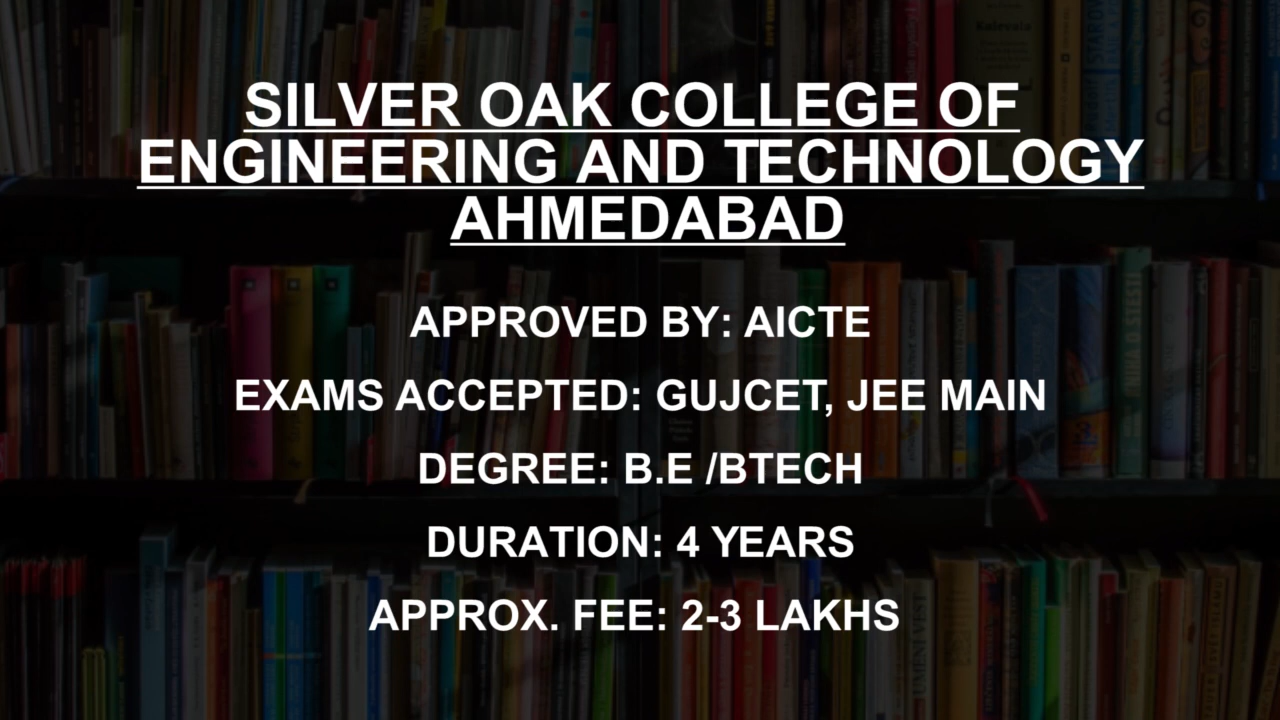 SILVER OAK COLLEGE OF
ENGINEERING AND TECHNOLOGY
AHMEDABAD
APPROVED BY: AICTE
EXAMS ACCEPTED: GUJCET, JEE MAIN
DEGREE: B.E /BTECH
DURATION: 4 YEARS
APPROX. FEE: 2-3 LAKHS